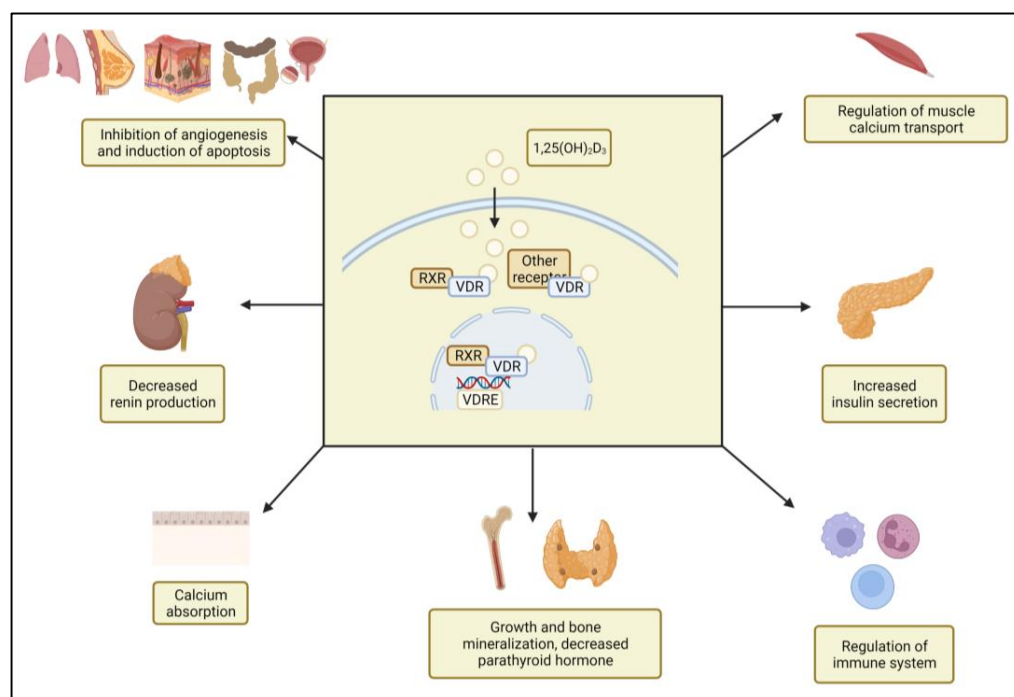 Inhibition of angiogenesis
and induction of apoptosis
1,25(OH)₂D₃
Regulation of muscle
calcium transport
RXR
VDR
Other
receptor
VDR
RXR
VDR
VDRE
Decreased
renin production
Increased
insulin secretion
Calcium
absorption
Growth and bone
mineralization, decreased
parathyroid hormone
Regulation of
immune system